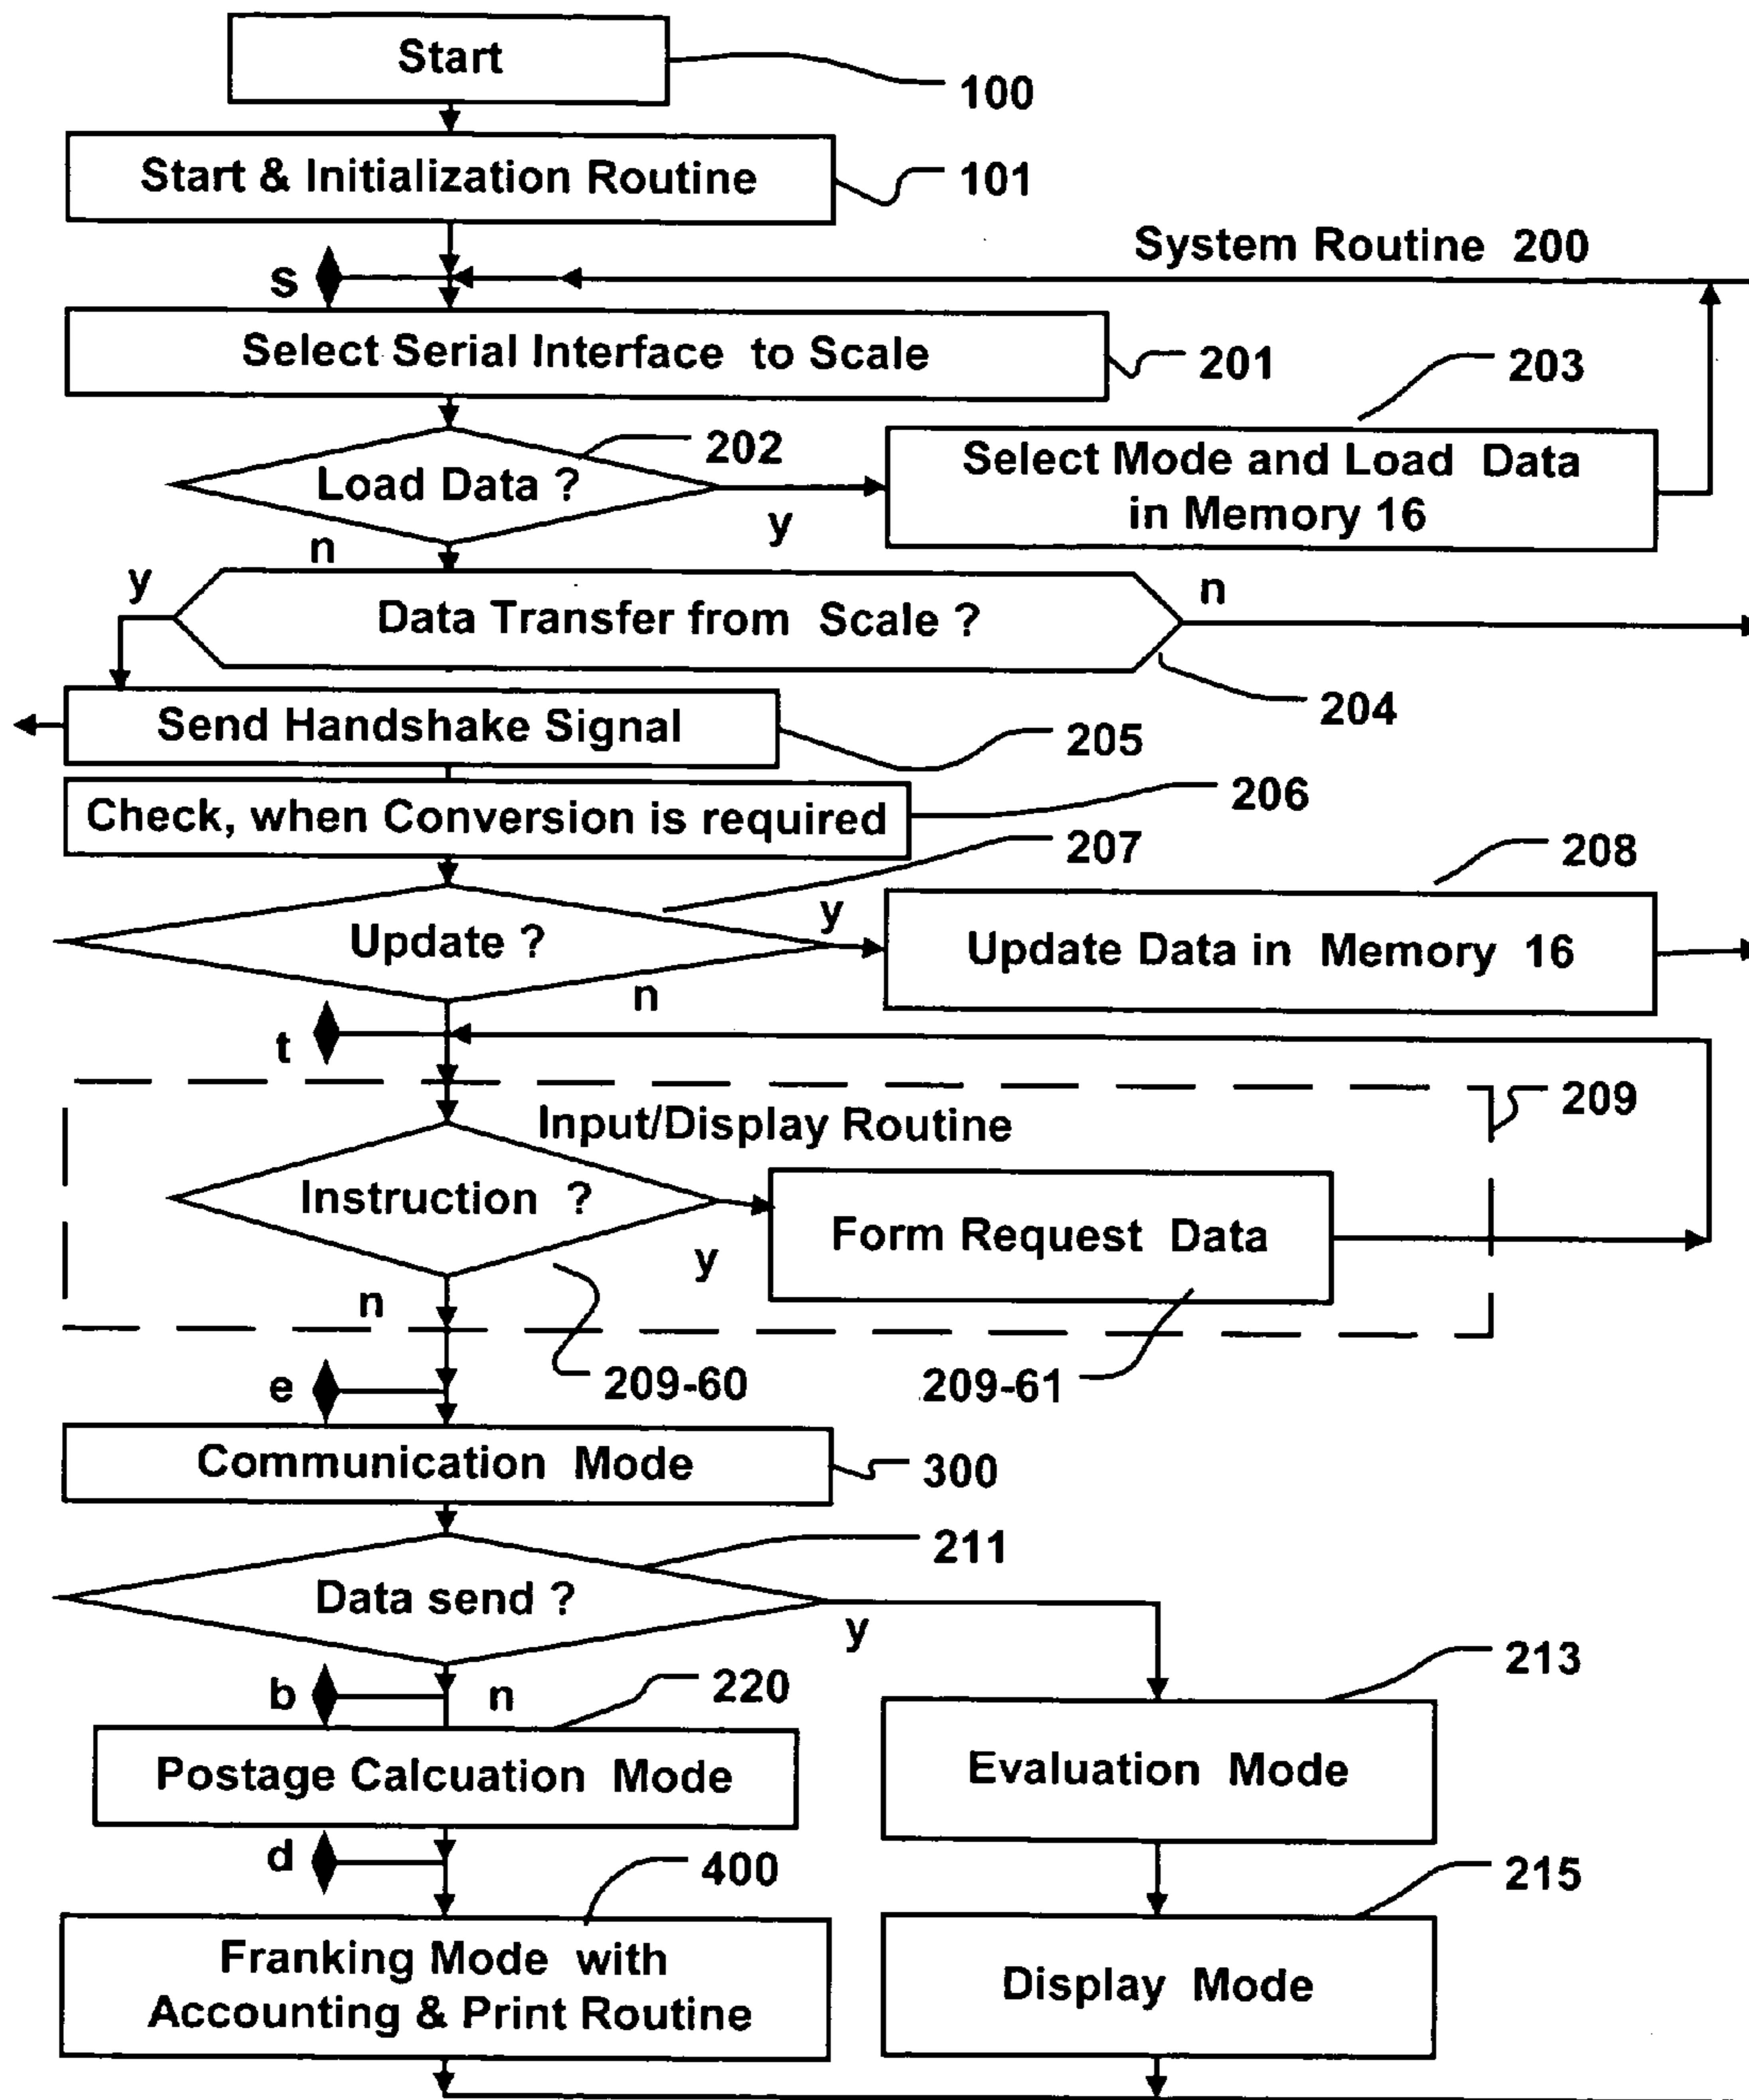 Start
100
Start & Initialization Routine
101
System Routine 200
s
Select Serial Interface to Scale
201
203
202
Load Data ?
y
n
Select Mode and Load Data
in Memory 16
y
Data Transfer from Scale ?
n
204
Send Handshake Signal
205
Check, when Conversion is required
206
207
208
Update ?
y
n
Update Data in Memory 16
t
209
Input/Display Routine
Instruction ?
y
n
Form Request Data
209-60
209-61
e
Communication Mode
300
211
Data send ?
y
213
b
n
220
Postage Calcuation Mode
Evaluation Mode
d
400
215
Franking Mode with
Accounting & Print Routine
Display Mode